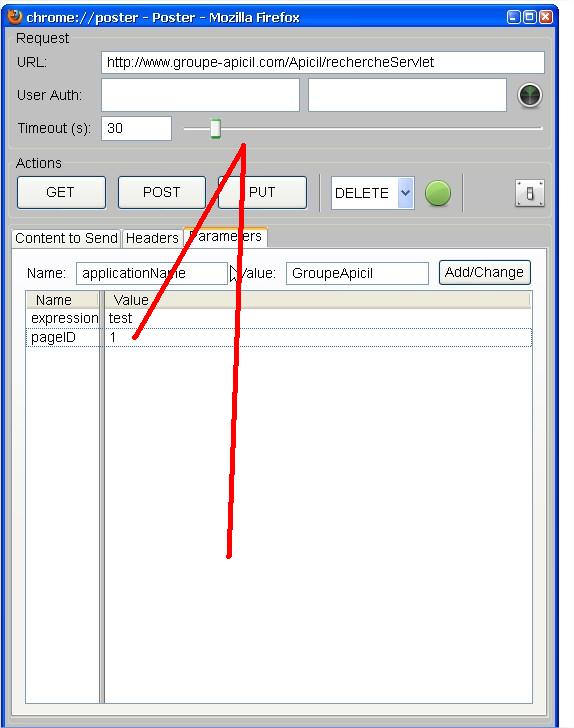 chrome://poster - Poster - Mozilla Firefox
Request
URL: http://www.groupe-apicil.com/Apicil/rechercheServlet
User Auth:
Timeout (s): 30
Actions
GET POST PUT DELETE
Content to Send Headers Parameters
Name: applicationName Value: GroupeApicil Add/Change
Name Value
expression test
pageID 1